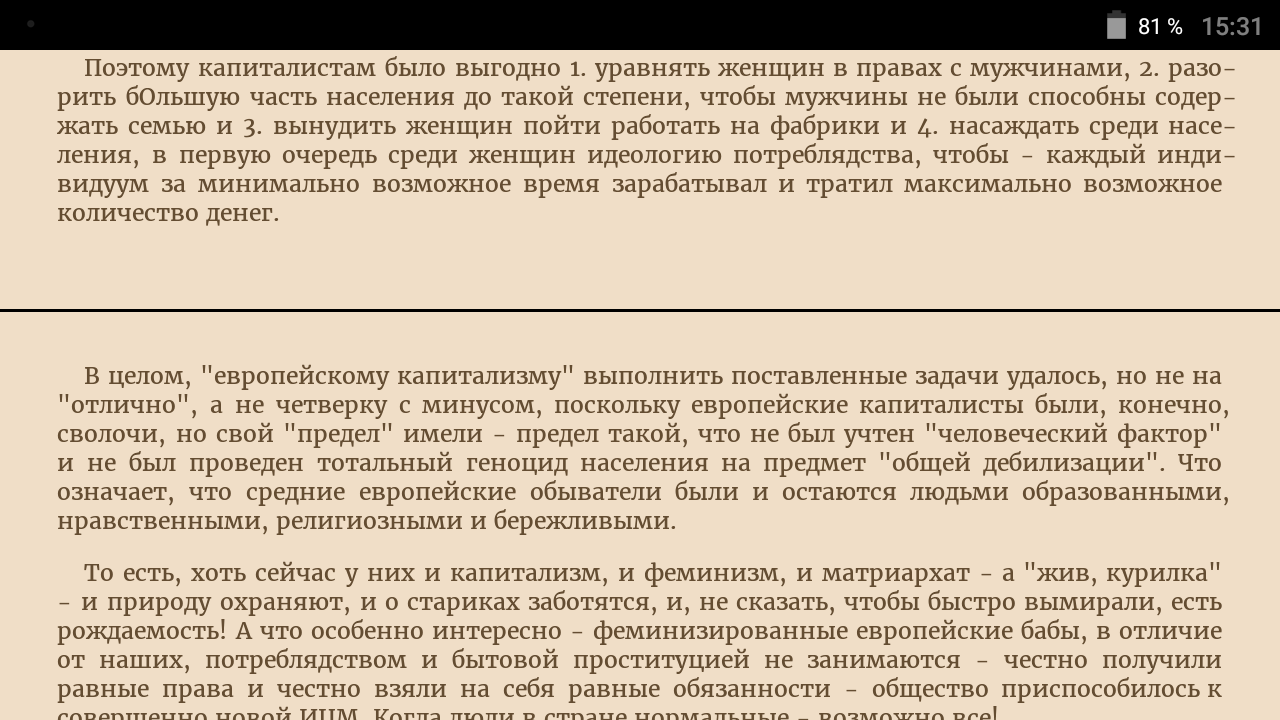 81 % 15:31
Поэтому капиталистам было выгодно 1. уравнять женщин в правах с мужчинами, 2. разо-
рить бОльшую часть населения до такой степени, чтобы мужчины не были способны содер-
жать семью и 3. вынудить женщин пойти работать на фабрики и 4. насаждать среди насе-
ления, в первую очередь среди женщин идеологию потреблядства, чтобы - каждый инди-
видуум за минимально возможное время зарабатывал и тратил максимально возможное
количество денег.
В целом, "европейскому капитализму" выполнить поставленные задачи удалось, но не на
"отлично", а не четверку с минусом, поскольку европейские капиталисты были, конечно,
сволочи, но свой "предел" имели - предел такой, что не был учтен "человеческий фактор"
и не был проведен тотальный геноцид населения на предмет "общей дебилизации". Что
означает, что средние европейские обыватели были и остаются людьми образованными,
нравственными, религиозными и бережливыми.
То есть, хоть сейчас у них и капитализм, и феминизм, и матриархат - а "жив, курилка"
- и природу охраняют, и о стариках заботятся, и, не сказать, чтобы быстро вымирали, есть
рождаемость! А что особенно интересно - феминизированные европейские бабы, в отличие
от наших, потреблядством и бытовой проституцией не занимаются - честно получили
равные права и честно взяли на себя равные обязанности - общество приспособилось к
совершенно новой ИЦМ. Когда люди в стране нормальные - возможно все!